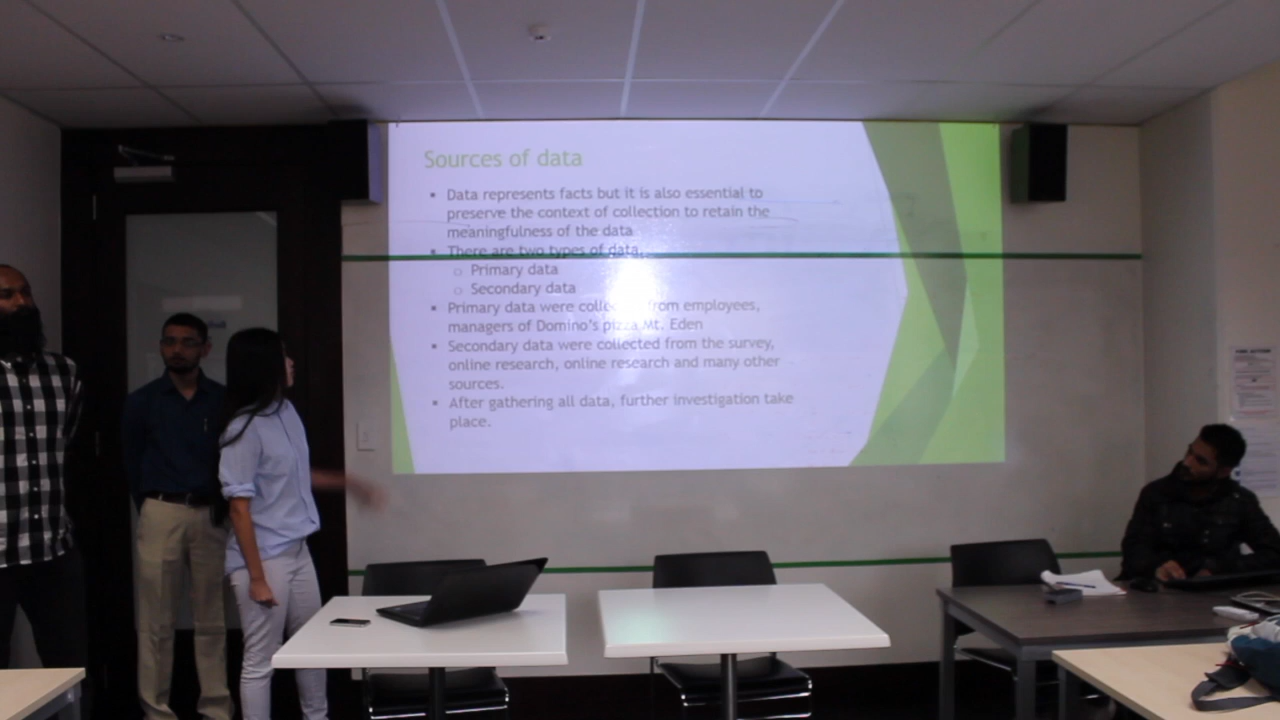 Sources of data
▪ Data represents facts but it is also essential to
preserve the context of collection to retain the
meaningfulness of the data
▪ There are two types of data.
○ Primary data
○ Secondary data
▪ Primary data were from employees,
managers of Domino's pizza Mt. Eden
▪ Secondary data were collected from the survey,
online research, online research and many other
sources.
▪ After gathering all data, further investigation take
place.
FIRE ACTION